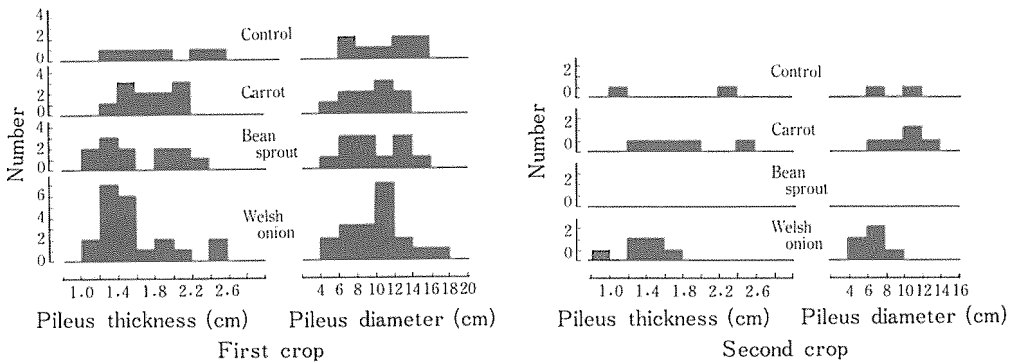 Number
4
2
0
Control
4
2
0
Carrot
4
2
0
Bean
sprout
6
4
2
0
Welsh
onion
1.0 1.4 1.8 2.2 2.6
4 6 8 10 12 14 16 18 20
Pileus thickness (cm)
Pileus diameter (cm)
First crop
Number
2
0
Control
2
0
Carrot
2
0
Bean
sprout
2
0
Welsh
onion
1.0 1.4 1.8 2.2 2.6
4 6 8 10 12 14 16
Pileus thickness (cm)
Pileus diameter (cm)
Second crop